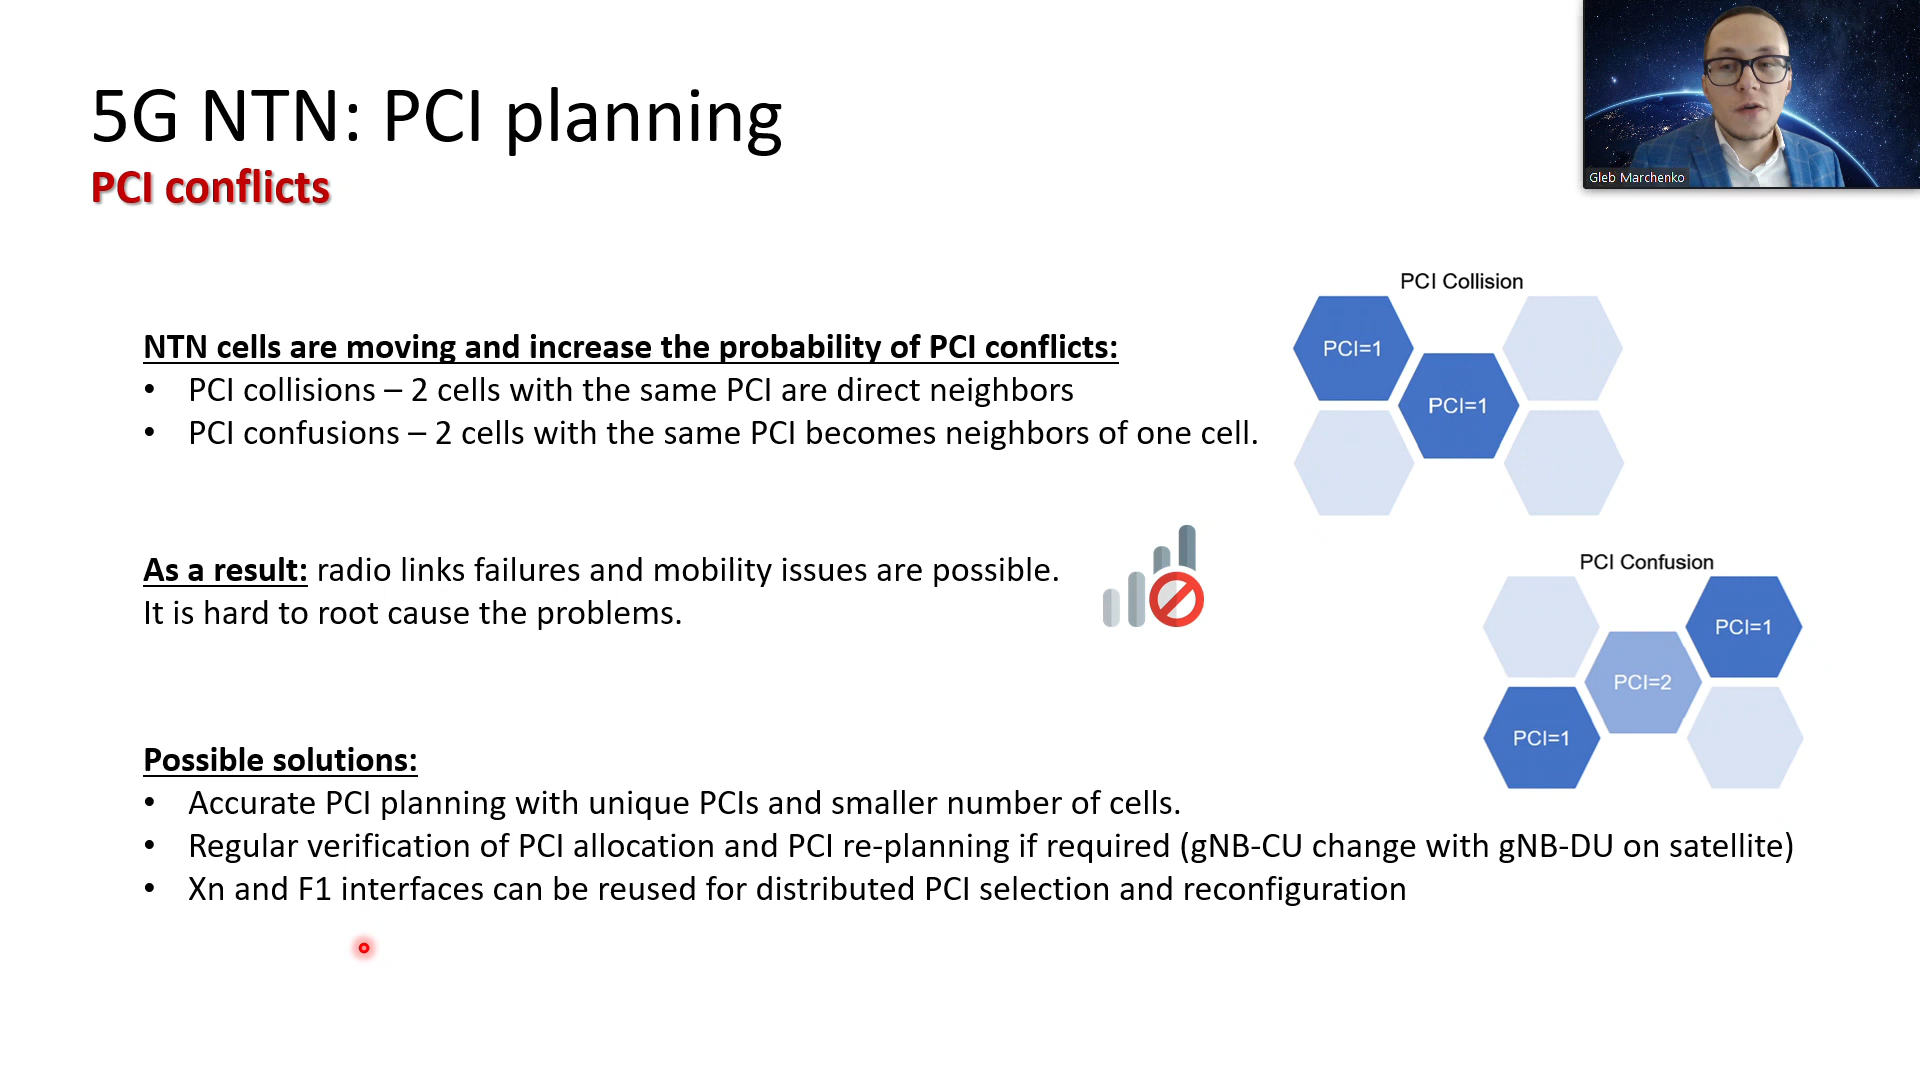 5G NTN: PCI planning
PCI conflicts
Gleb Marchenko
NTN cells are moving and increase the probability of PCI conflicts:
• PCI collisions – 2 cells with the same PCI are direct neighbors
• PCI confusions – 2 cells with the same PCI becomes neighbors of one cell.
PCI Collision
PCI=1
PCI=1
As a result: radio links failures and mobility issues are possible.
It is hard to root cause the problems.
PCI Confusion
PCI=1
PCI=2
PCI=1
Possible solutions:
• Accurate PCI planning with unique PCIs and smaller number of cells.
• Regular verification of PCI allocation and PCI re-planning if required (gNB-CU change with gNB-DU on satellite)
• Xn and F1 interfaces can be reused for distributed PCI selection and reconfiguration